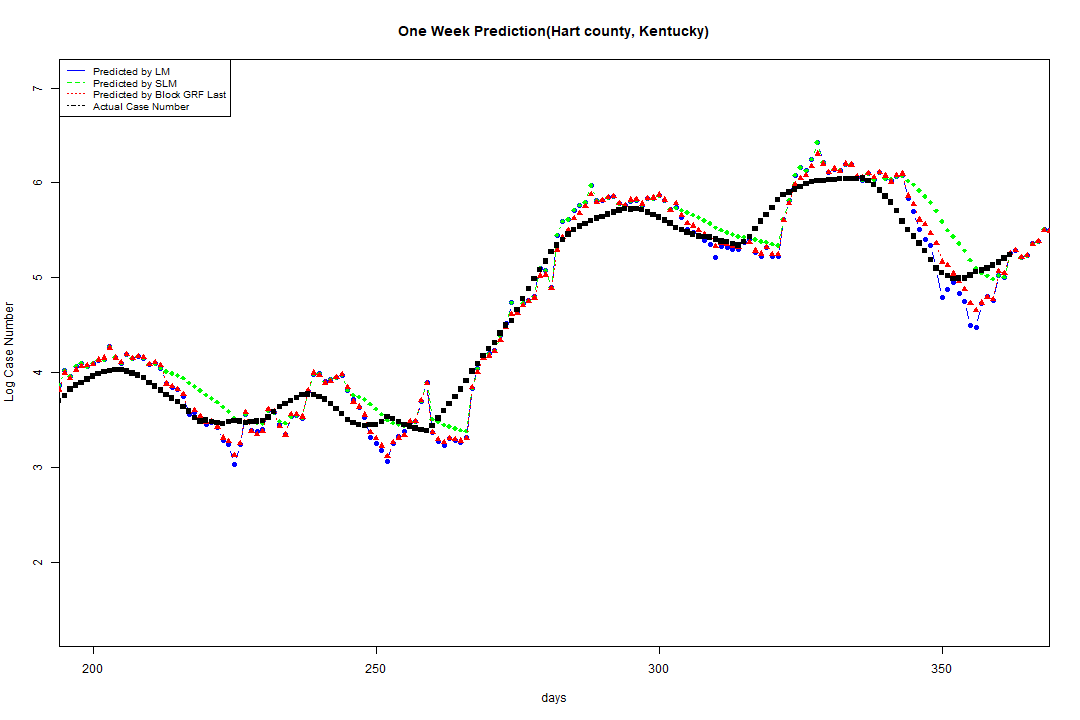 One Week Prediction(Hart county, Kentucky)
Predicted by LM
Predicted by SLM
Predicted by Block GRF Last
Actual Case Number
7
6
5
4
3
2
Log Case Number
200 250 300 350
days